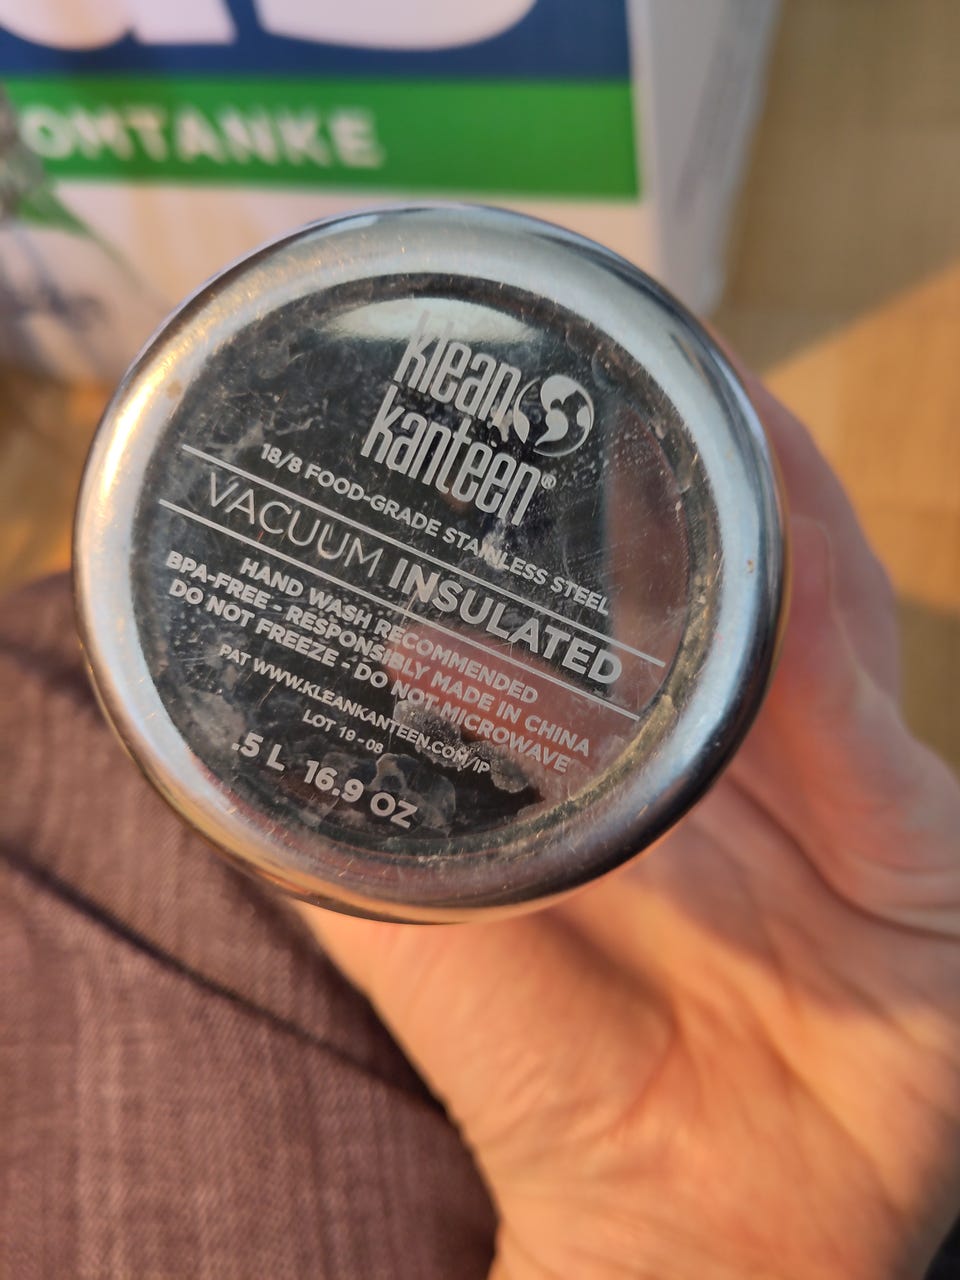 OMTANKE
klean
kanteen®
18/8 FOOD-GRADE STAINLESS STEEL
VACUUM INSULATED
HAND WASH RECOMMENDED
BPA-FREE - RESPONSIBLY MADE IN CHINA
DO NOT FREEZE - DO NOT MICROWAVE
PAT WWW.KLEANKANTEEN.COM/IP
LOT 19-08
.5 L 16.9 OZ